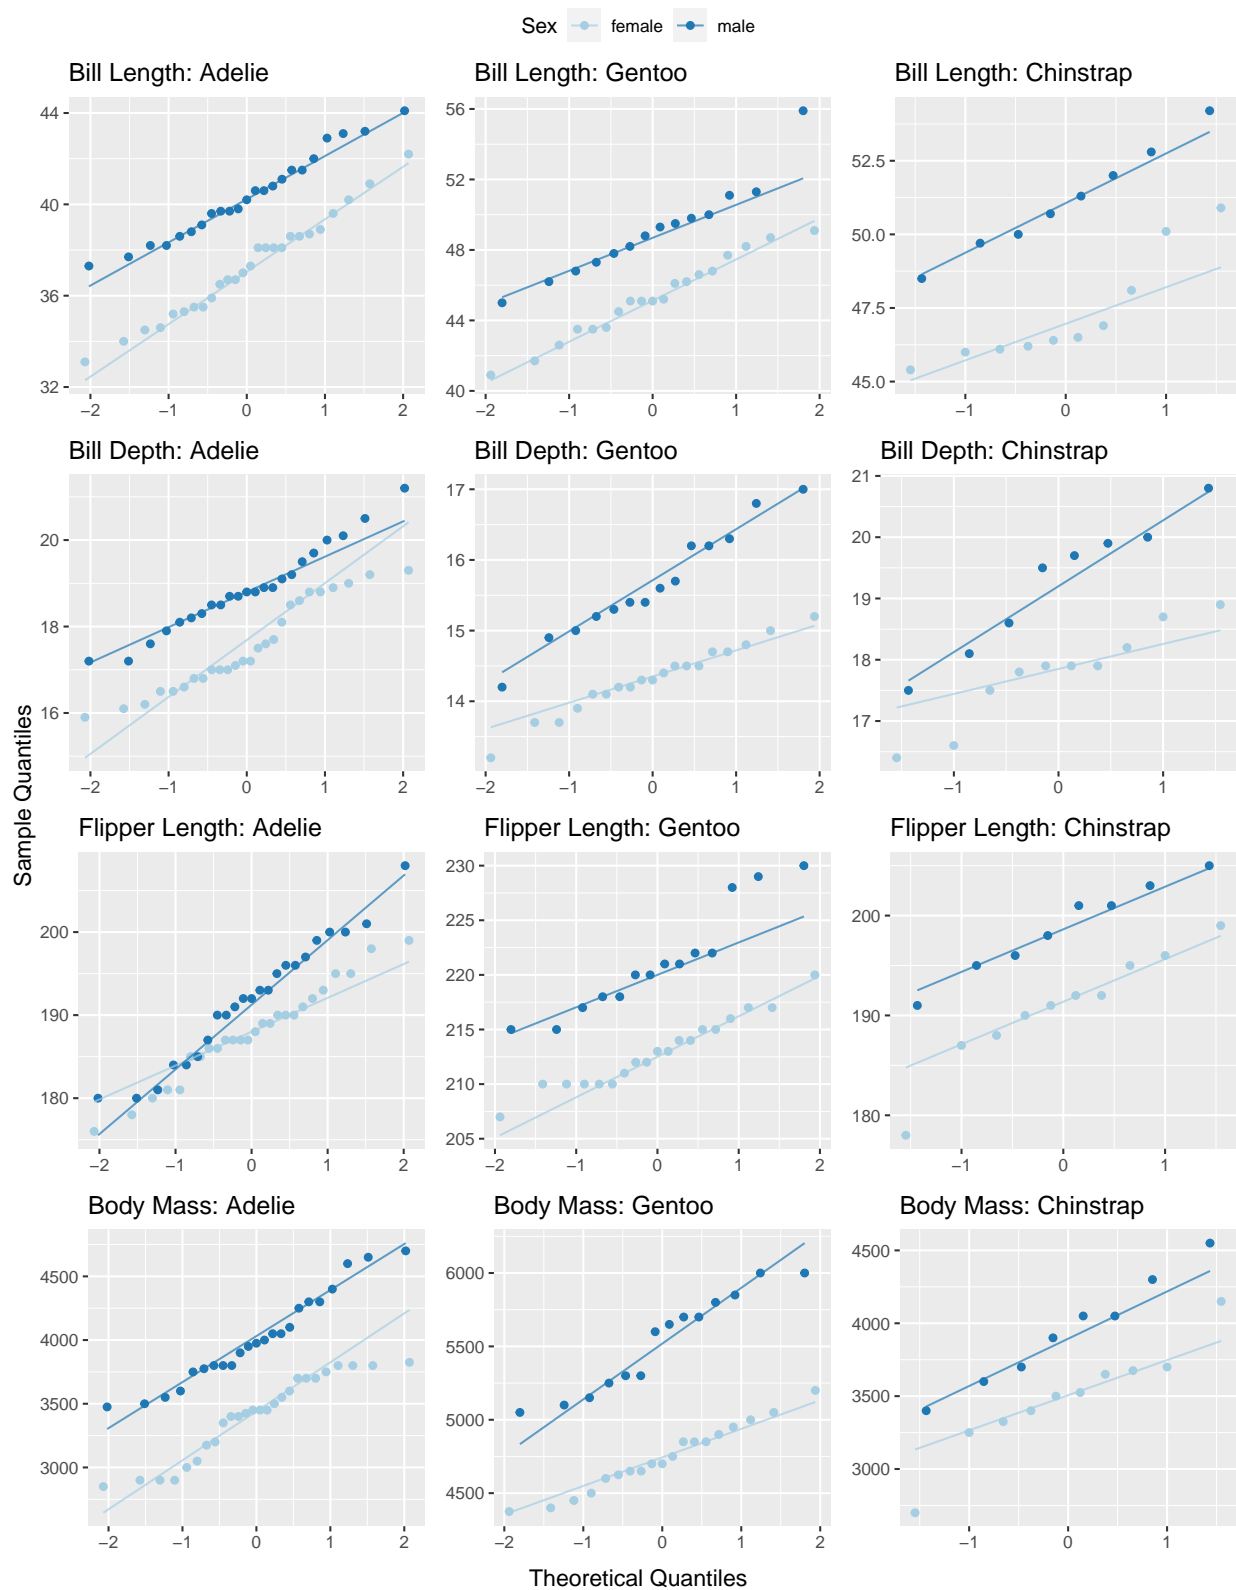 Sex female male
Bill Length: Adelie
Bill Length: Gentoo
Bill Length: Chinstrap
44
40
36
32
−2 −1 0 1 2
56
52
48
44
40
−2 −1 0 1 2
52.5
50.0
47.5
45.0
−1 0 1
Bill Depth: Adelie
Bill Depth: Gentoo
Bill Depth: Chinstrap
20
18
16
−2 −1 0 1 2
17
16
15
14
−2 −1 0 1 2
21
20
19
18
17
−1 0 1
Sample Quantiles
Flipper Length: Adelie
Flipper Length: Gentoo
Flipper Length: Chinstrap
200
190
180
−2 −1 0 1 2
230
225
220
215
210
205
−2 −1 0 1 2
200
190
180
−1 0 1
Body Mass: Adelie
Body Mass: Gentoo
Body Mass: Chinstrap
4500
4000
3500
3000
−2 −1 0 1 2
6000
5500
5000
4500
−2 −1 0 1 2
4500
4000
3500
3000
−1 0 1
Theoretical Quantiles